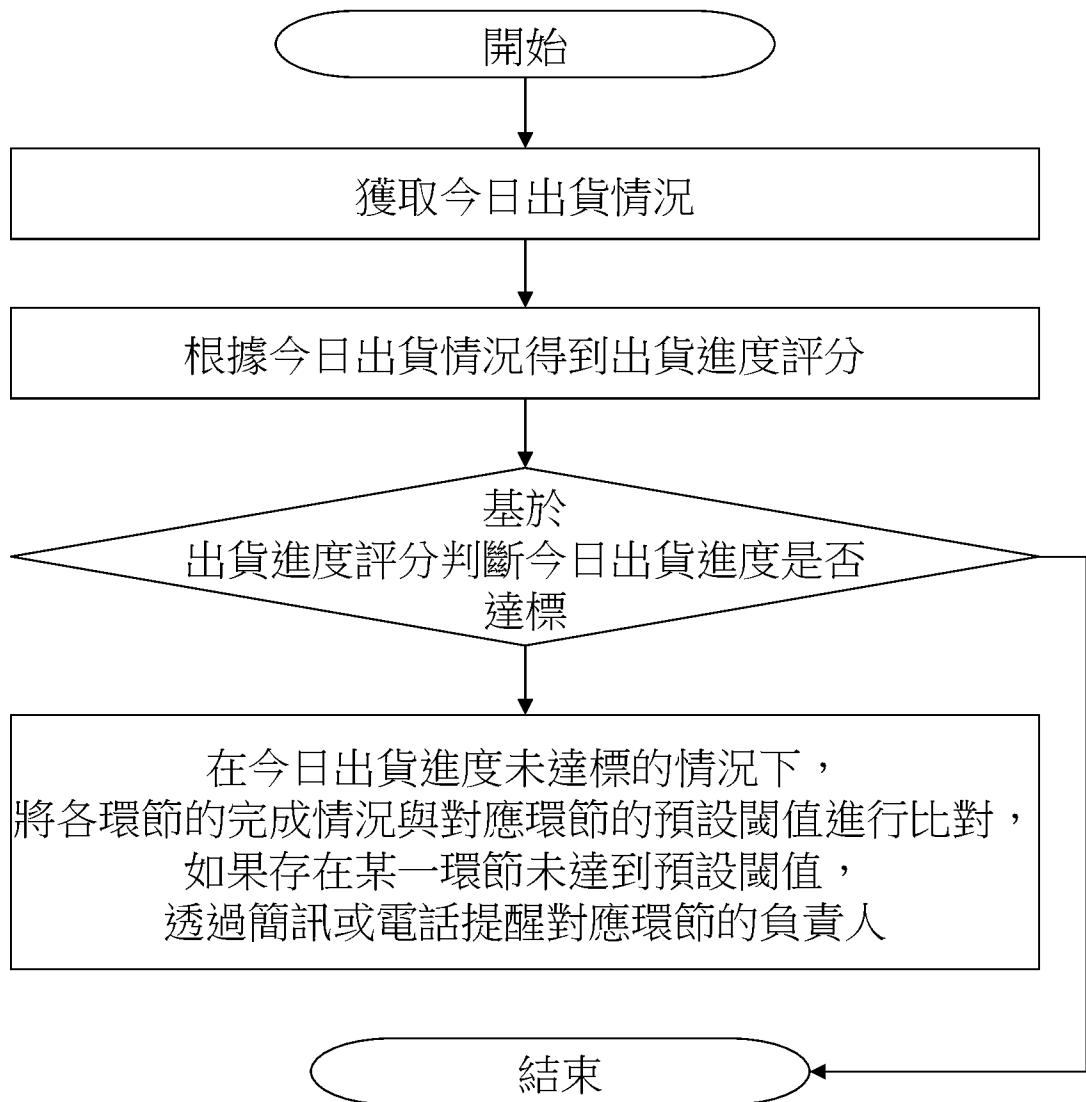 開始
獲取今日出貨情況
根據今日出貨情況得到出貨進度評分
基於
出貨進度評分判斷今日出貨進度是否
達標
在今日出貨進度未達標的情況下，
將各環節的完成情況與對應環節的預設閾值進行比對，
如果存在某一環節未達到預設閾值，
透過簡訊或電話提醒對應環節的負責人
結束